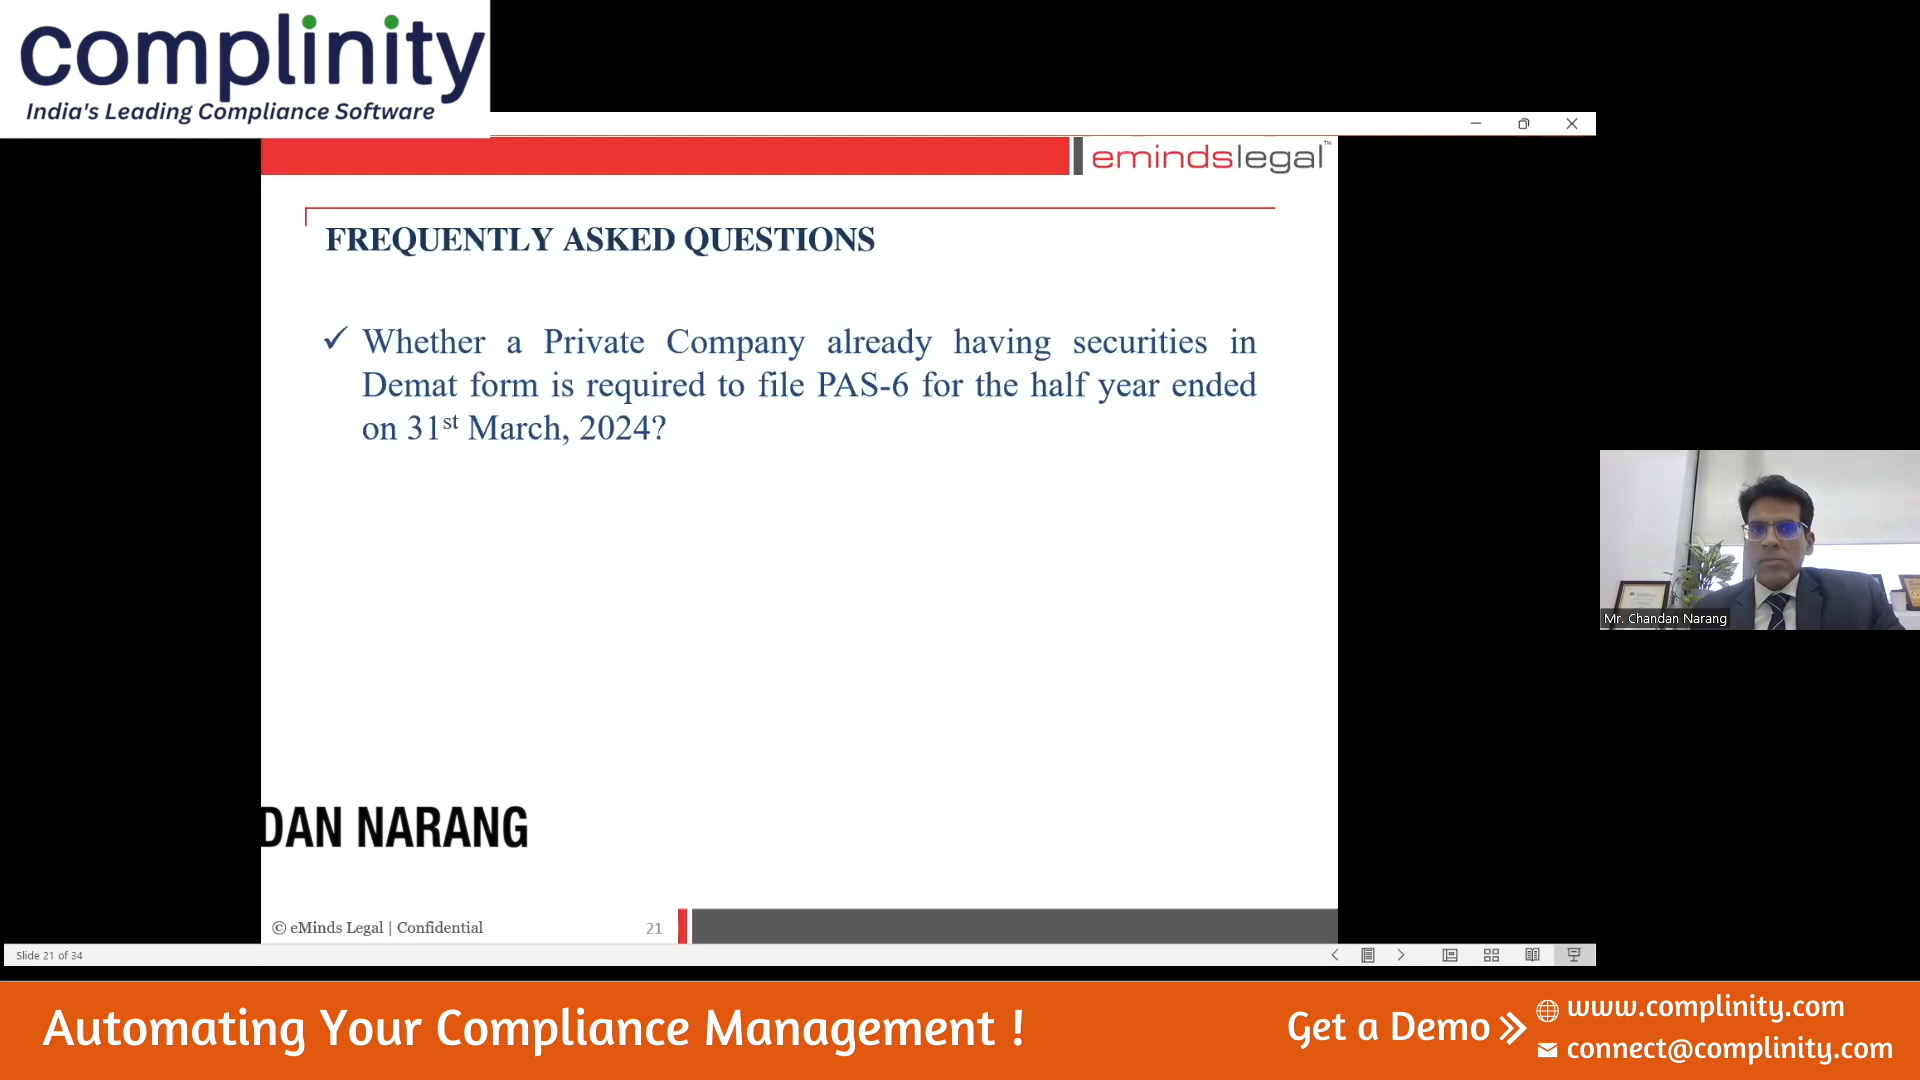 complinity
India's Leading Compliance Software
emindslegal™
FREQUENTLY ASKED QUESTIONS
✓ Whether a Private Company already having securities in
Demat form is required to file PAS-6 for the half year ended
on 31st March, 2024?
Mr. Chandan Narang
DAN NARANG
© eMinds Legal | Confidential
21
Slide 21 of 34
Automating Your Compliance Management !
Get a Demo
www.complinity.com
connect@complinity.com